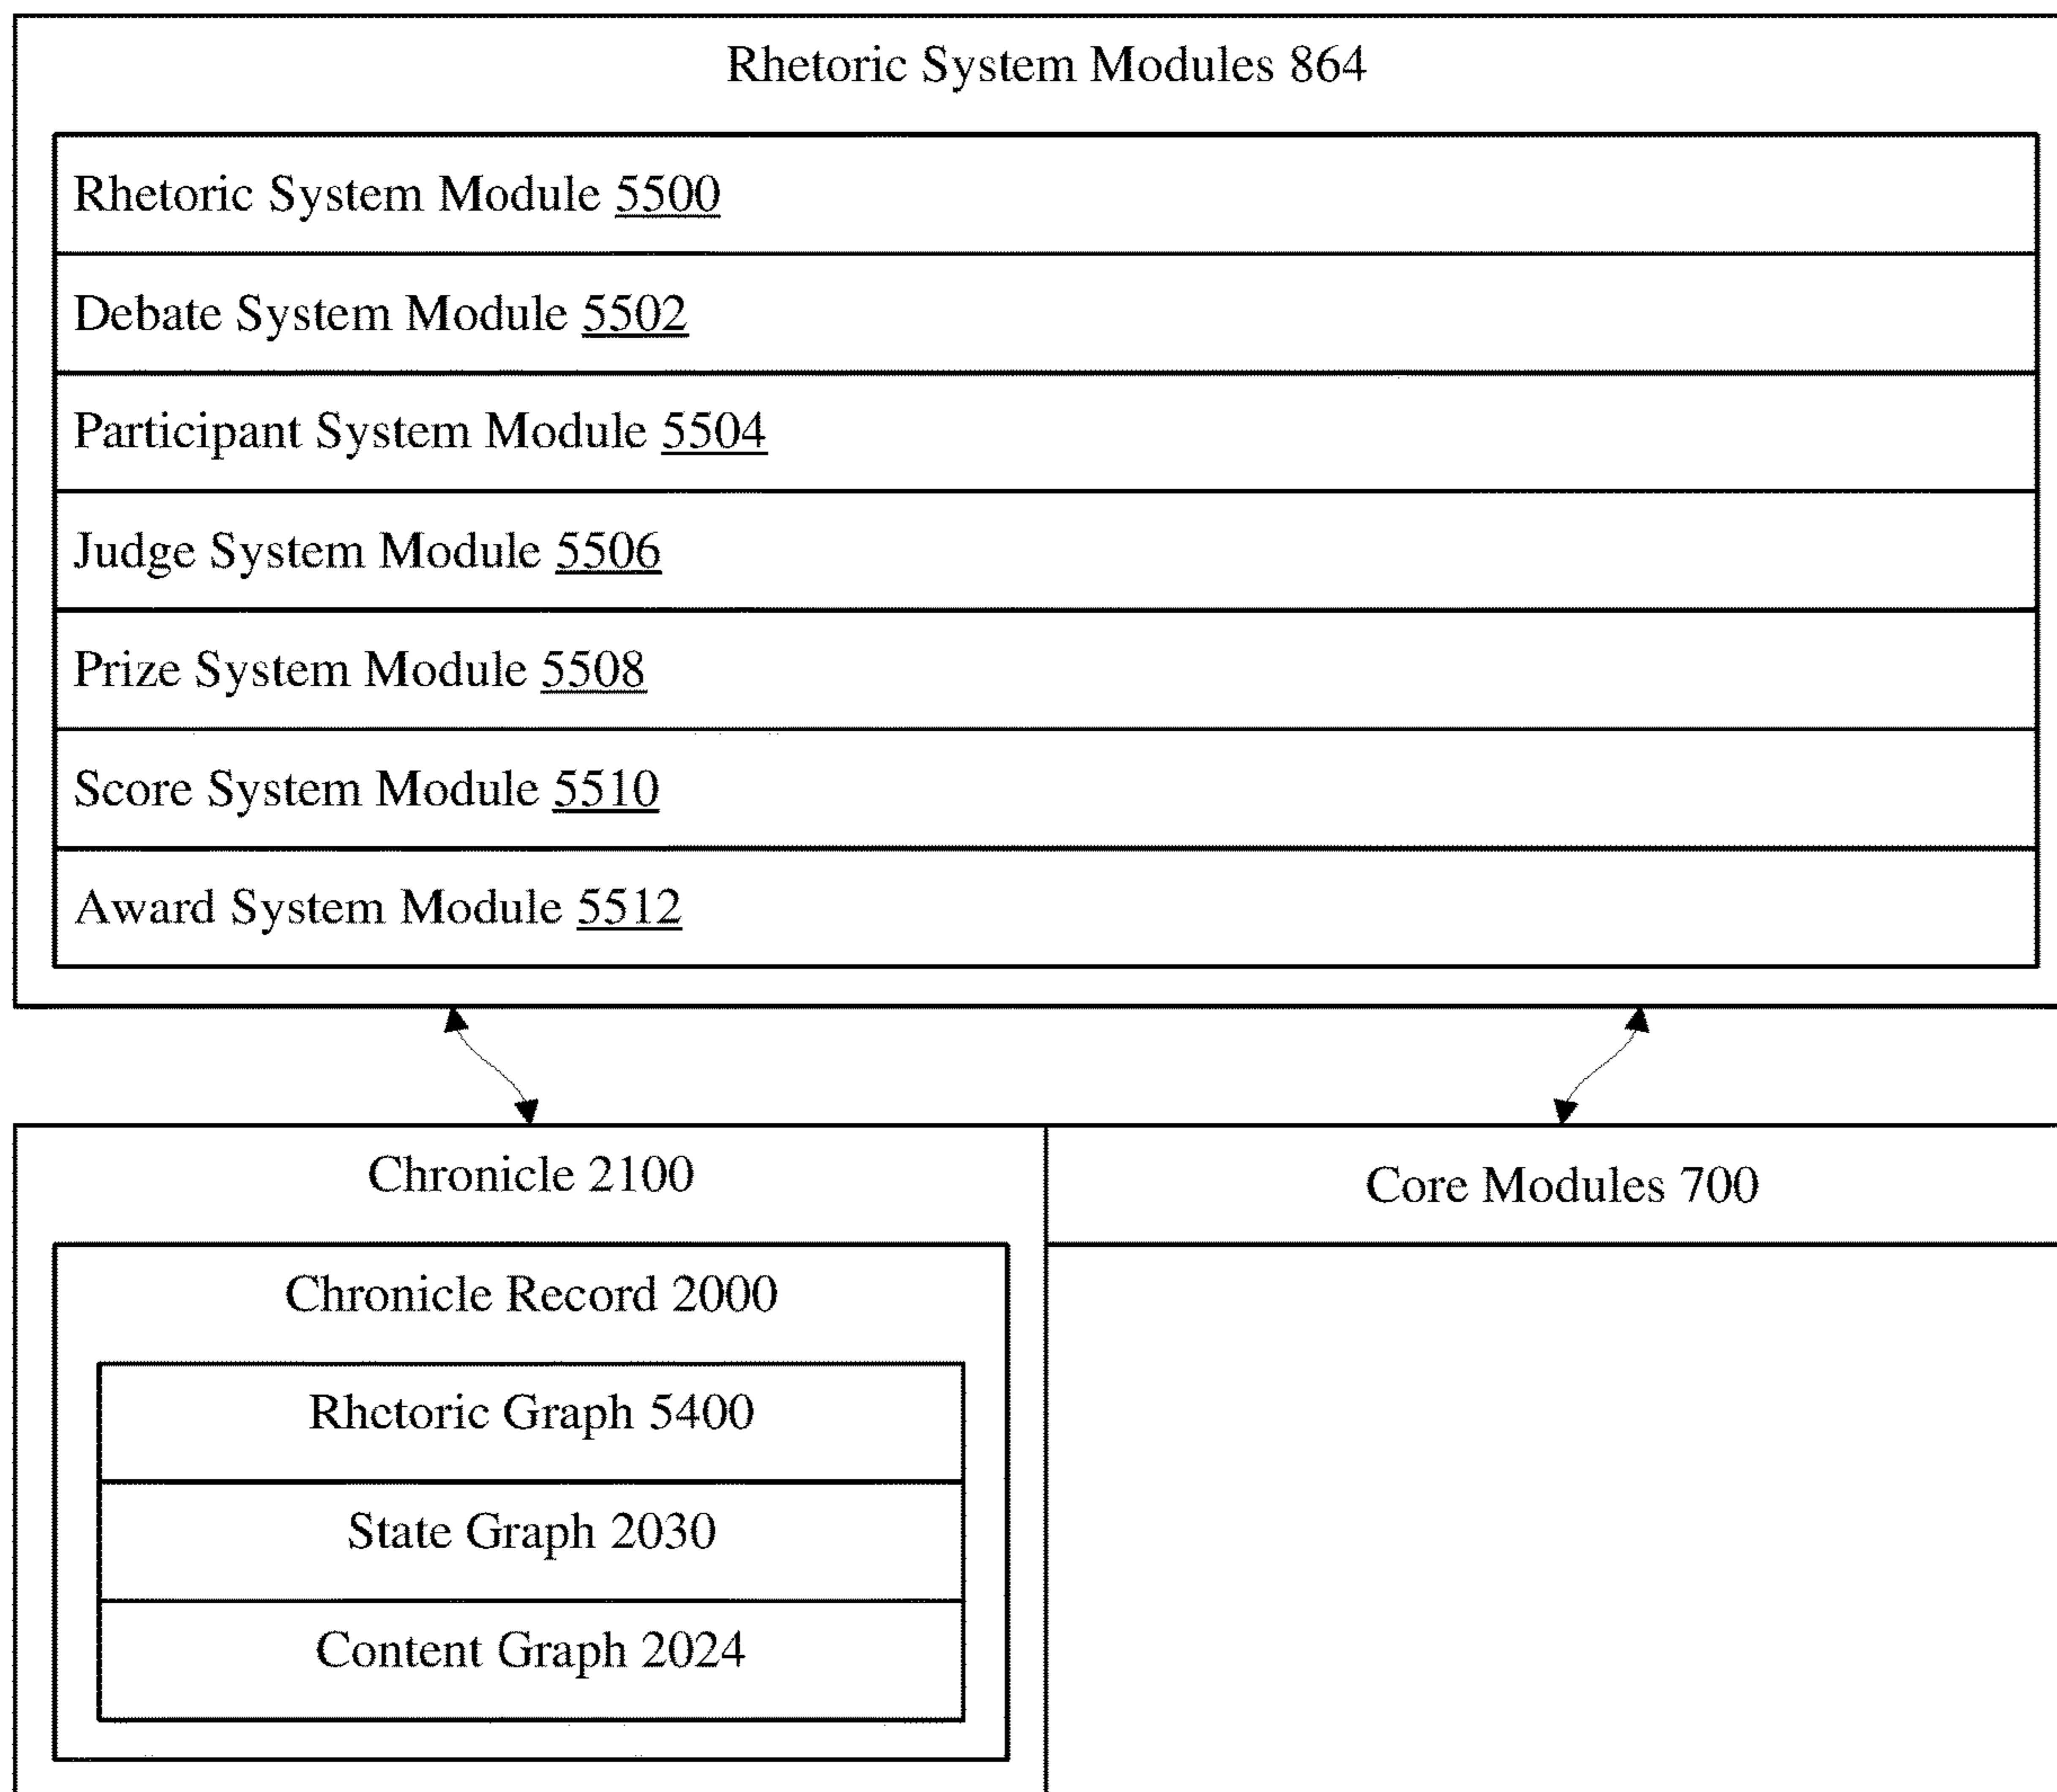 Rhetoric System Modules 864
Rhetoric System Module 5500
Debate System Module 5502
Participant System Module 5504
Judge System Module 5506
Prize System Module 5508
Score System Module 5510
Award System Module 5512
Chronicle 2100
Core Modules 700
Chronicle Record 2000
Rhetoric Graph 5400
State Graph 2030
Content Graph 2024